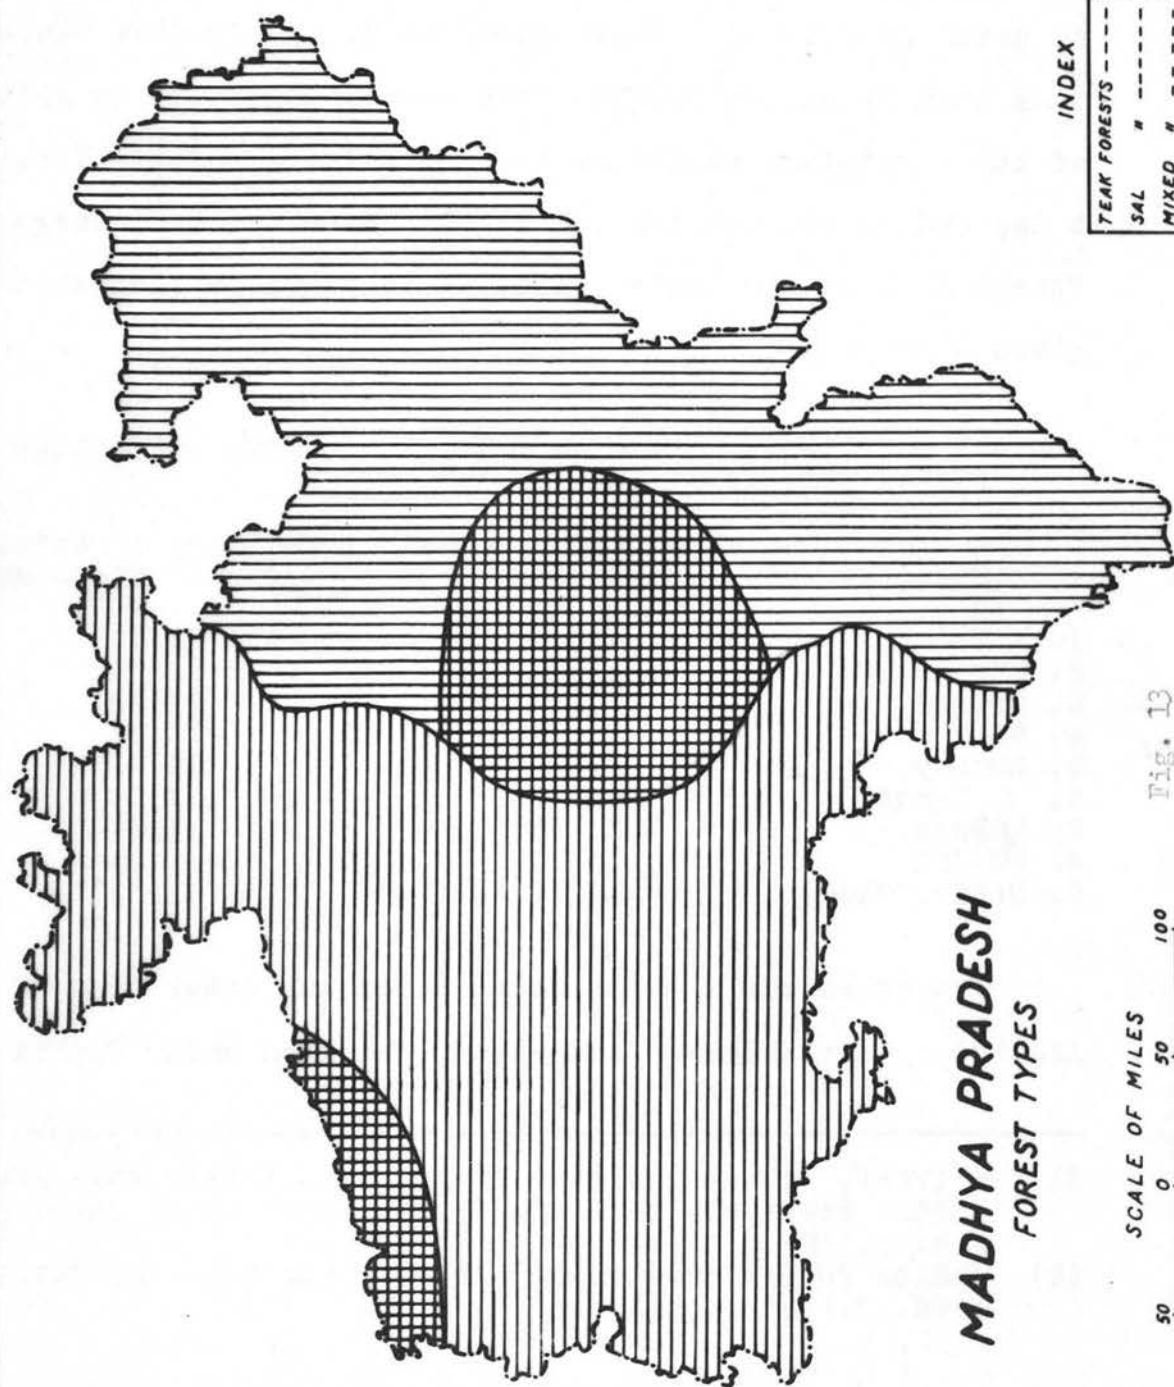 MADHYA PRADESH
FOREST TYPES
SCALE OF MILES
50 0 50 100
INDEX
TEAK FORESTS
SAL "
MIXED "
Fig. 13